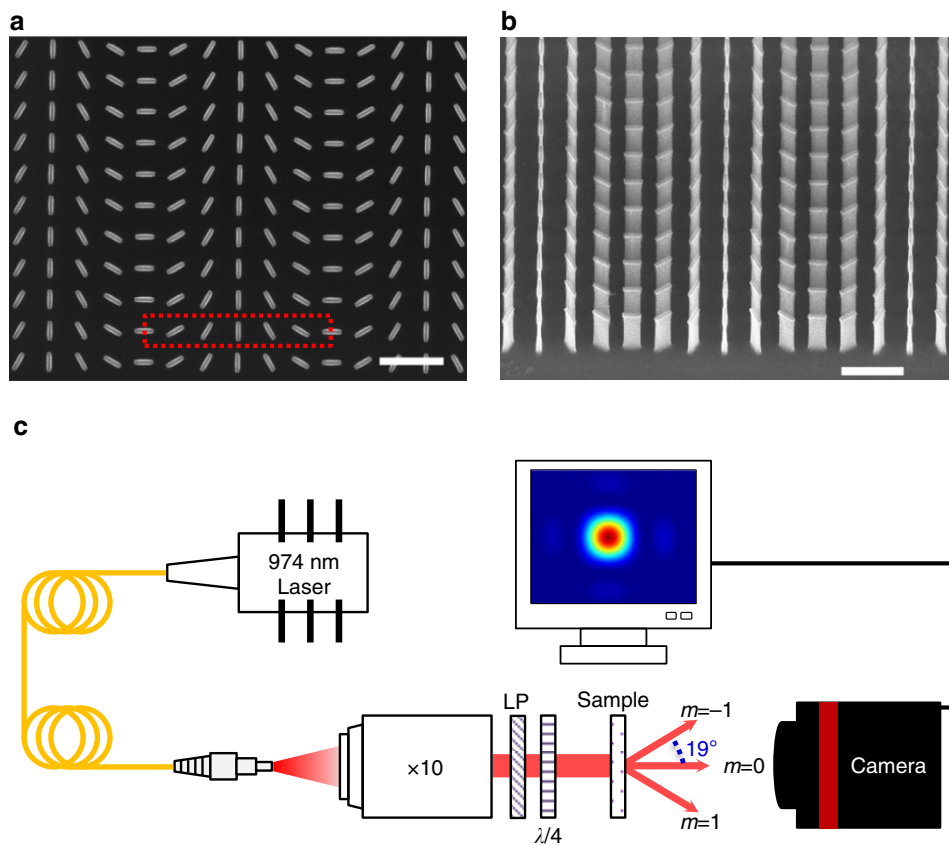 a
b
c
974 nm
Laser
LP
Sample
m=–1
19°
×10
m=0
Camera
m=1
λ/4